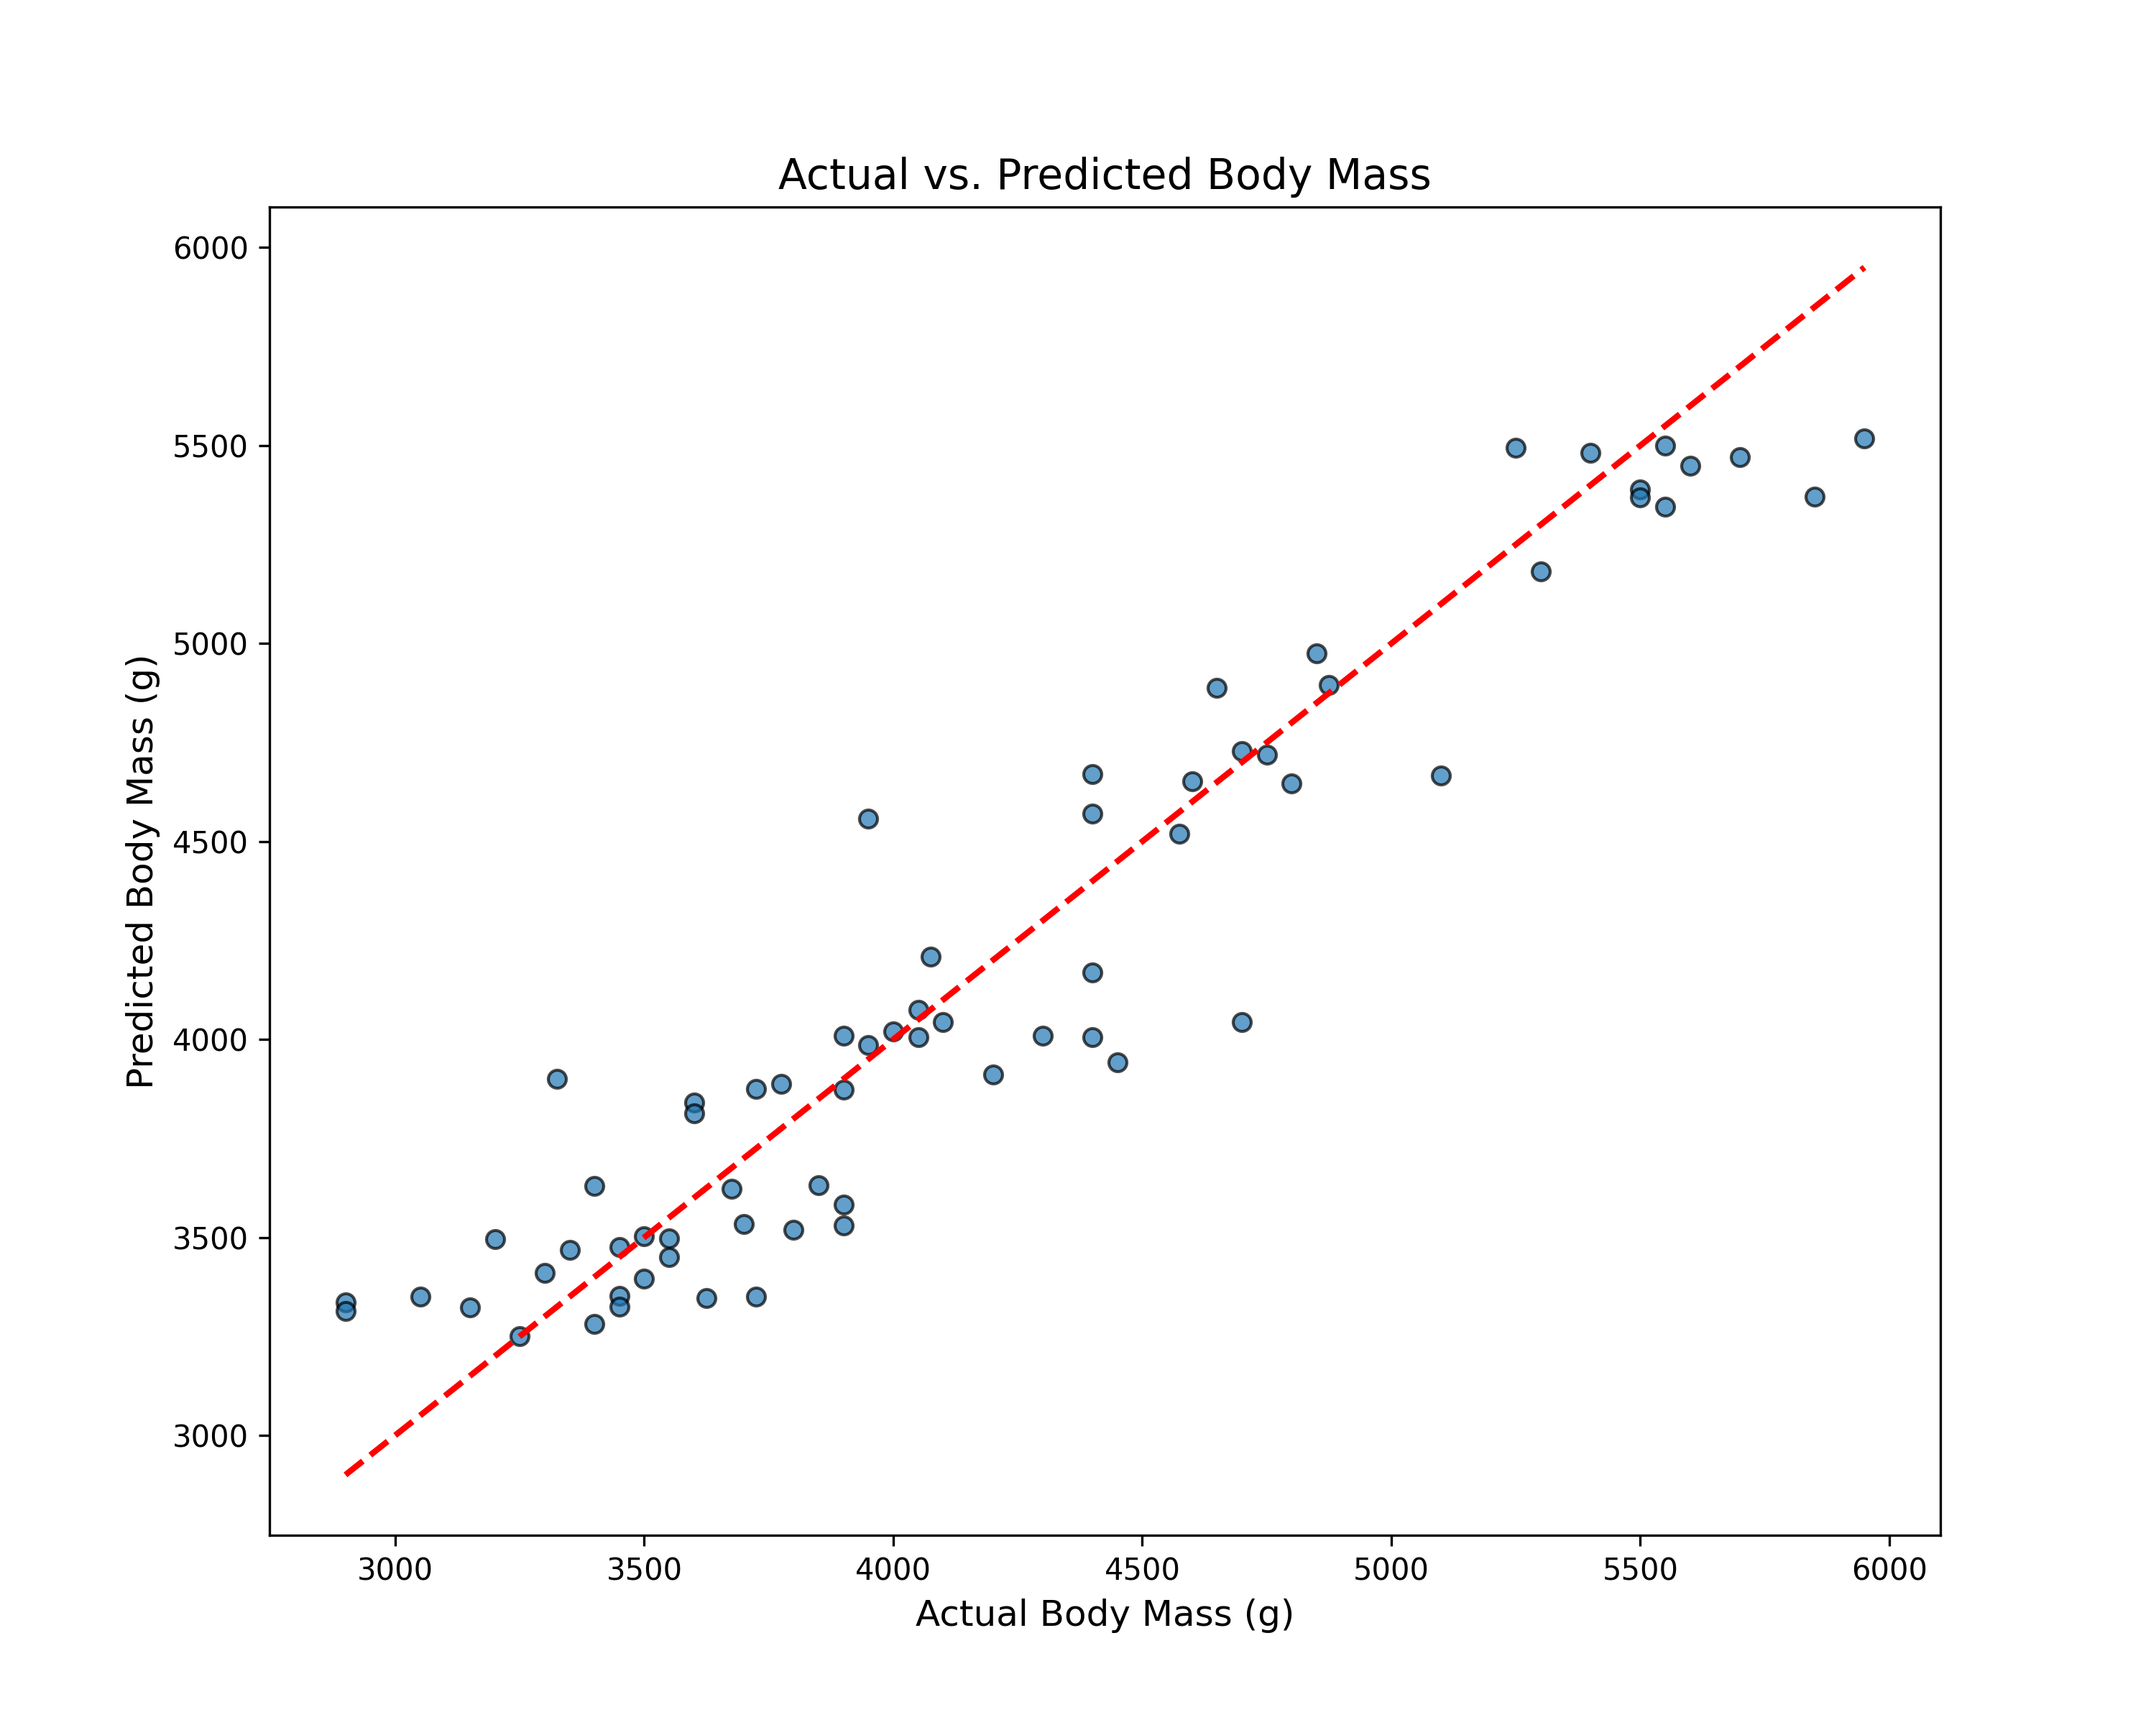 Actual vs. Predicted Body Mass
6000
5500
5000
4500
4000
3500
3000
Predicted Body Mass (g)
3000 3500 4000 4500 5000 5500 6000
Actual Body Mass (g)